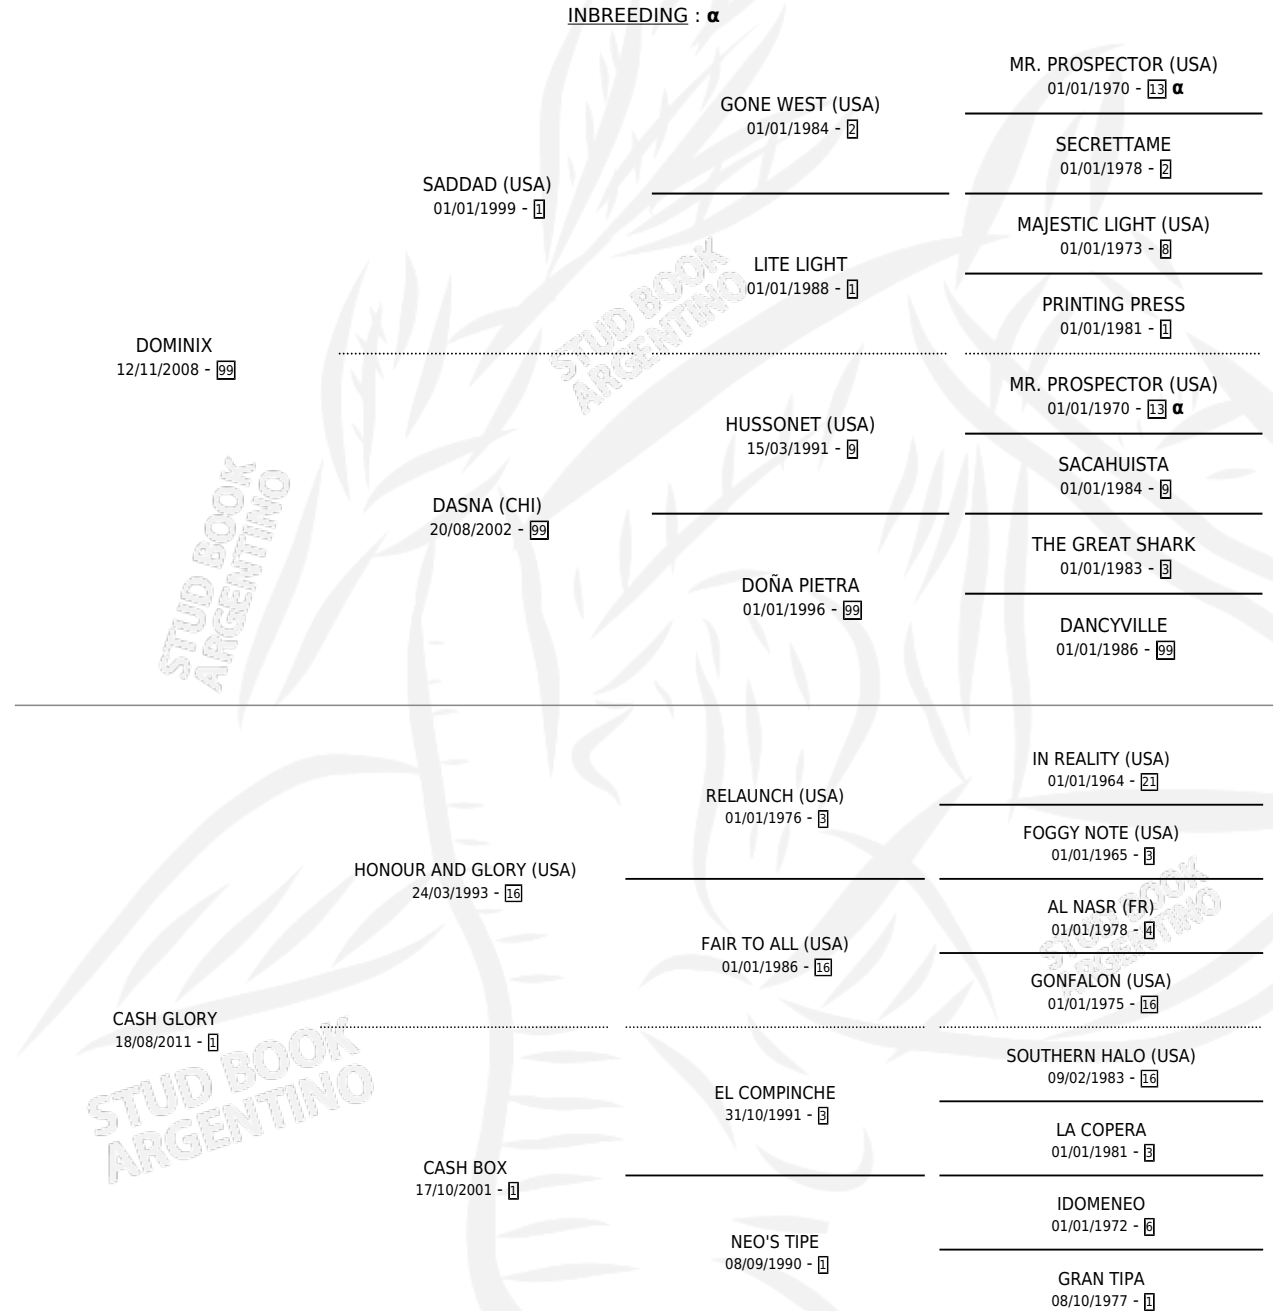 INBREEDING : α
MR. PROSPECTOR (USA)
01/01/1970 - 13 α
GONE WEST (USA)
01/01/1984 - 2
SECRETTAME
01/01/1978 - 2
SADDAD (USA)
01/01/1999 - 1
MAJESTIC LIGHT (USA)
01/01/1973 - 8
LITE LIGHT
01/01/1988 - 1
PRINTING PRESS
01/01/1981 - 1
DOMINIX
12/11/2008 - 99
MR. PROSPECTOR (USA)
01/01/1970 - 13 α
HUSSONET (USA)
15/03/1991 - 9
SACAHUISTA
01/01/1984 - 9
DASNA (CHI)
20/08/2002 - 99
THE GREAT SHARK
01/01/1983 - 3
DOÑA PIETRA
01/01/1996 - 99
DANCYVILLE
01/01/1986 - 99
IN REALITY (USA)
01/01/1964 - 21
RELAUNCH (USA)
01/01/1976 - 3
FOGGY NOTE (USA)
01/01/1965 - 3
HONOUR AND GLORY (USA)
24/03/1993 - 16
AL NASR (FR)
01/01/1978 - 4
FAIR TO ALL (USA)
01/01/1986 - 16
GONFALON (USA)
01/01/1975 - 16
CASH GLORY
18/08/2011 - 1
SOUTHERN HALO (USA)
09/02/1983 - 16
EL COMPINCHE
31/10/1991 - 3
LA COPERA
01/01/1981 - 3
CASH BOX
17/10/2001 - 1
IDOMENEO
01/01/1972 - 6
NEO'S TIPE
08/09/1990 - 1
GRAN TIPA
08/10/1977 - 1
STUD BOOK
ARGENTINO
STUD BOOK
ARGENTINO
STUD BOOK
ARGENTINO
STUD BOOK
ARGENTINO